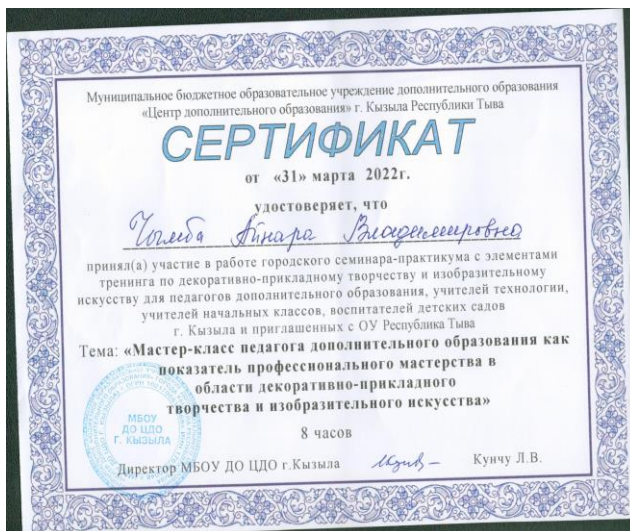 Муниципальное бюджетное образовательное учреждение дополнительного образования
«Центр дополнительного образования» г. Кызыла Республики Тыва
СЕРТИФИКАТ
от «31» марта 2022г.
удостоверяет, что
Чымба Айнара Владимировна
принял(а) участие в работе городского семинара-практикума с элементами
тренинга по декоративно-прикладному творчеству и изобразительному
искусству для педагогов дополнительного образования, учителей технологии,
учителей начальных классов, воспитателей детских садов
г. Кызыла и приглашенных с ОУ Республика Тыва
Тема: «Мастер-класс педагога дополнительного образования как
показатель профессионального мастерства в
области декоративно-прикладного
творчества и изобразительного искусства»
8 часов
МБОУ
ДО ЦДО
Г. КЫЗЫЛА
Директор МБОУ ДО ЦДО г.Кызыла Кунчу Л.В.